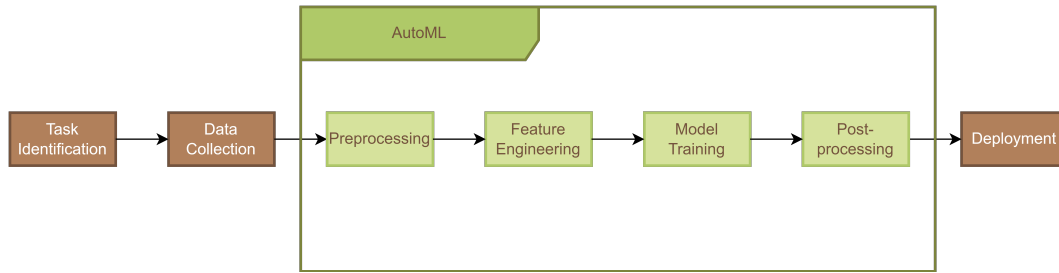 AutoML
Task
Identification
Data
Collection
Preprocessing
Feature
Engineering
Model
Training
Post-
processing
Deployment